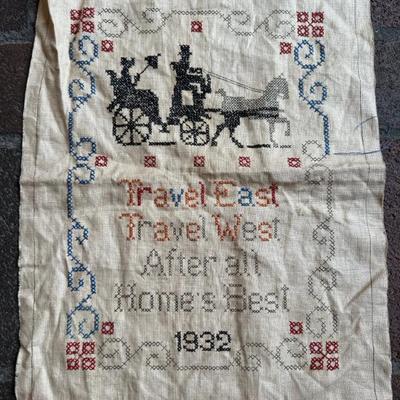 Travel East
Travel West
After all
Home's Best
1932